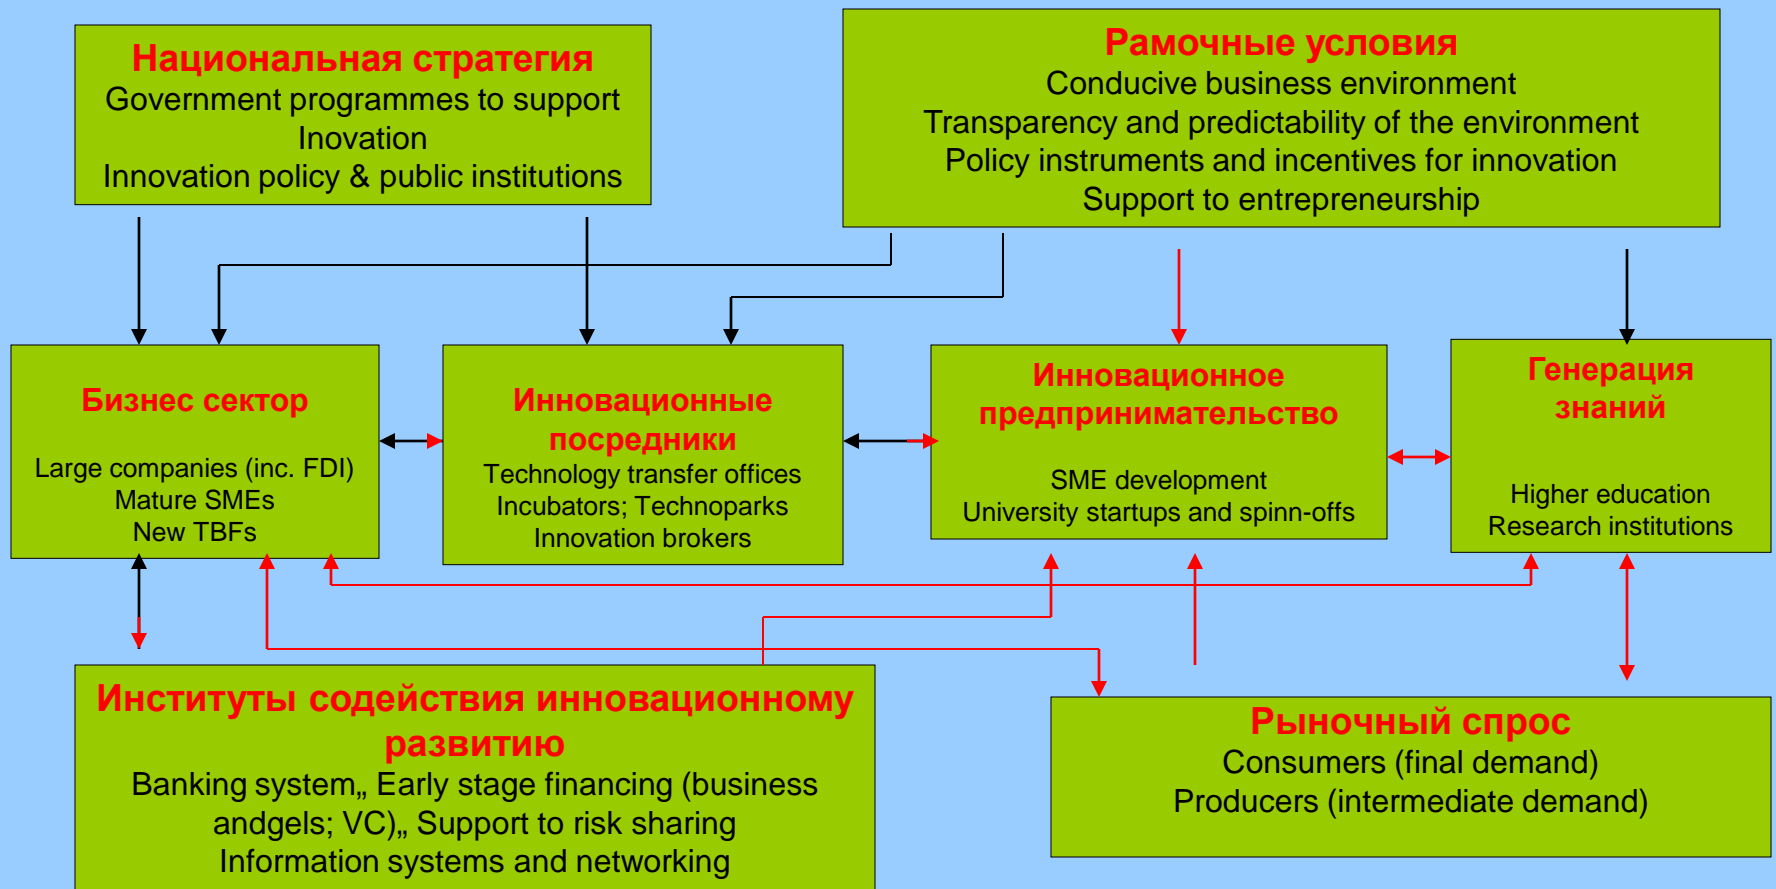 Национальная стратегия
Government programmes to support
Inovation
Innovation policy & public institutions
Рамочные условия
Conducive business environment
Transparency and predictability of the environment
Policy instruments and incentives for innovation
Support to entrepreneurship
Бизнес сектор
Large companies (inc. FDI)
Mature SMEs
New TBFs
Инновационные
посредники
Technology transfer offices
Incubators; Technoparks
Innovation brokers
Инновационное
предпринимательство
SME development
University startups and spinn-offs
Генерация
знаний
Higher education
Research institutions
Институты содействия инновационному
развитию
Banking system„ Early stage financing (business
andgels; VC)„ Support to risk sharing
Information systems and networking
Рыночный спрос
Consumers (final demand)
Producers (intermediate demand)